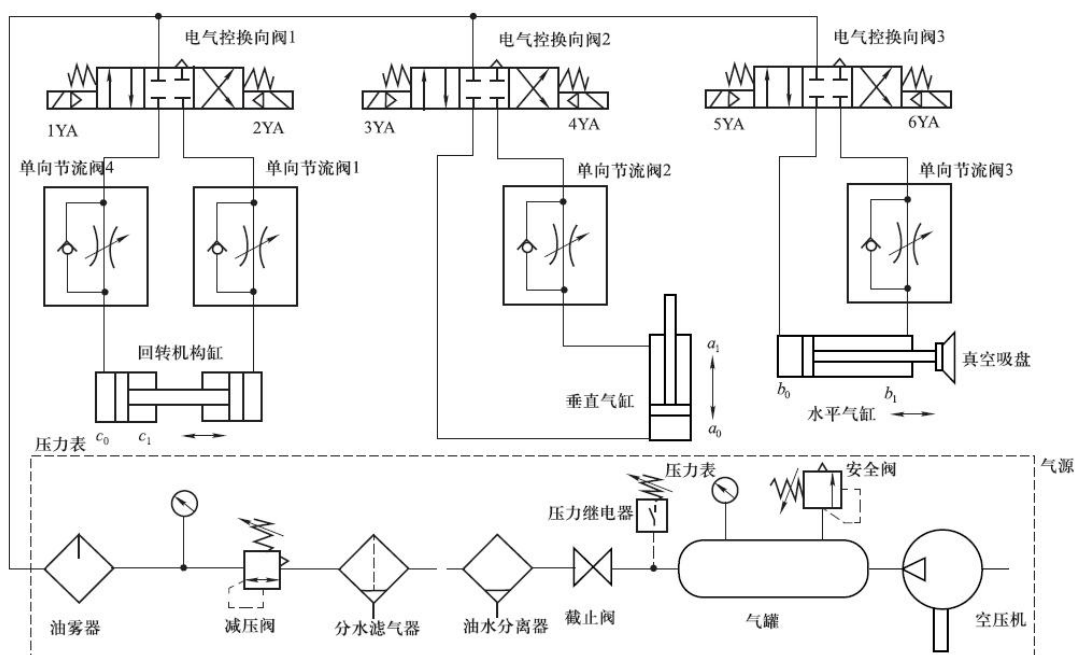 电气控换向阀1
电气控换向阀2
电气控换向阀3
1YA
2YA
3YA
4YA
5YA
6YA
单向节流阀4
单向节流阀1
单向节流阀2
单向节流阀3
回转机构缸
c0
c1
垂直气缸
a1
a0
真空吸盘
b0
b1
水平气缸
压力表
气源
压力继电器
压力表
安全阀
油雾器
减压阀
分水滤气器
油水分离器
截止阀
气罐
空压机